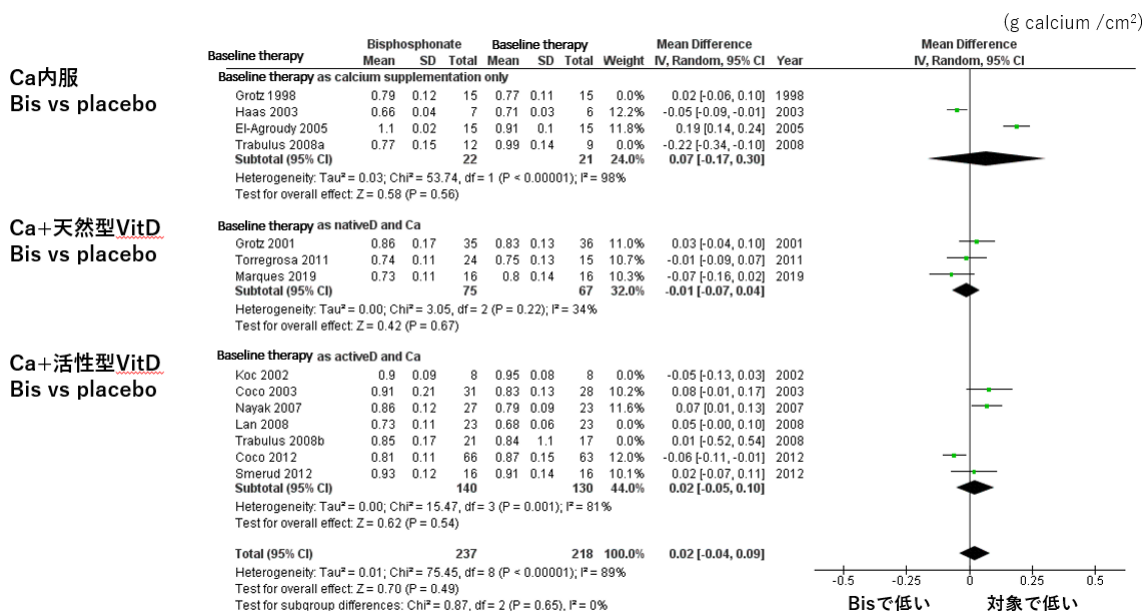 (g calcium /cm²)
Bisphosphonate Baseline therapy Mean Difference Mean Difference
Baseline therapy Mean SD Total Mean SD Total Weight IV, Random, 95% CI Year IV, Random, 95% CI
Ca内服
Bis vs placebo
Baseline therapy as calcium supplementation only
Grotz 1998 0.79 0.12 15 0.77 0.11 15 0.0% 0.02 [-0.06, 0.10] 1998
Haas 2003 0.66 0.04 7 0.71 0.03 6 12.2% -0.05 [-0.09, -0.01] 2003
El-Agroudy 2005 1.1 0.02 15 0.91 0.1 15 11.8% 0.19 [0.14, 0.24] 2005
Trabulus 2008a 0.77 0.15 12 0.99 0.14 9 0.0% -0.22 [-0.34, -0.10] 2008
Subtotal (95% CI) 22 21 24.0% 0.07 [-0.17, 0.30]
Heterogeneity: Tau² = 0.03; Chi² = 53.74, df = 1 (P < 0.00001); I² = 98%
Test for overall effect: Z = 0.58 (P = 0.56)
Ca+天然型VitD
Bis vs placebo
Baseline therapy as nativeD and Ca
Grotz 2001 0.86 0.17 35 0.83 0.13 36 11.0% 0.03 [-0.04, 0.10] 2001
Torregrosa 2011 0.74 0.11 24 0.75 0.13 15 10.7% -0.01 [-0.09, 0.07] 2011
Marques 2019 0.73 0.11 16 0.8 0.14 16 10.3% -0.07 [-0.16, 0.02] 2019
Subtotal (95% CI) 75 67 32.0% -0.01 [-0.07, 0.04]
Heterogeneity: Tau² = 0.00; Chi² = 3.05, df = 2 (P = 0.22); I² = 34%
Test for overall effect: Z = 0.42 (P = 0.67)
Ca+活性型VitD
Bis vs placebo
Baseline therapy as activeD and Ca
Koc 2002 0.9 0.09 8 0.95 0.08 8 0.0% -0.05 [-0.13, 0.03] 2002
Coco 2003 0.91 0.21 31 0.83 0.13 28 10.2% 0.08 [-0.01, 0.17] 2003
Nayak 2007 0.86 0.12 27 0.79 0.09 23 11.6% 0.07 [0.01, 0.13] 2007
Lan 2008 0.73 0.11 23 0.68 0.06 23 0.0% 0.05 [-0.00, 0.10] 2008
Trabulus 2008b 0.85 0.17 21 0.84 1.1 17 0.0% 0.01 [-0.52, 0.54] 2008
Coco 2012 0.81 0.11 66 0.87 0.15 63 12.0% -0.06 [-0.11, -0.01] 2012
Smerud 2012 0.93 0.12 16 0.91 0.14 16 10.1% 0.02 [-0.07, 0.11] 2012
Subtotal (95% CI) 140 130 44.0% 0.02 [-0.05, 0.10]
Heterogeneity: Tau² = 0.00; Chi² = 15.47, df = 3 (P = 0.001); I² = 81%
Test for overall effect: Z = 0.62 (P = 0.54)
Total (95% CI) 237 218 100.0% 0.02 [-0.04, 0.09]
Heterogeneity: Tau² = 0.01; Chi² = 75.45, df = 8 (P < 0.00001); I² = 89%
Test for overall effect: Z = 0.70 (P = 0.49)
Test for subgroup differences: Chi² = 0.87, df = 2 (P = 0.65), I² = 0%
-0.5 -0.25 0 0.25 0.5
Bisで低い 対象で低い